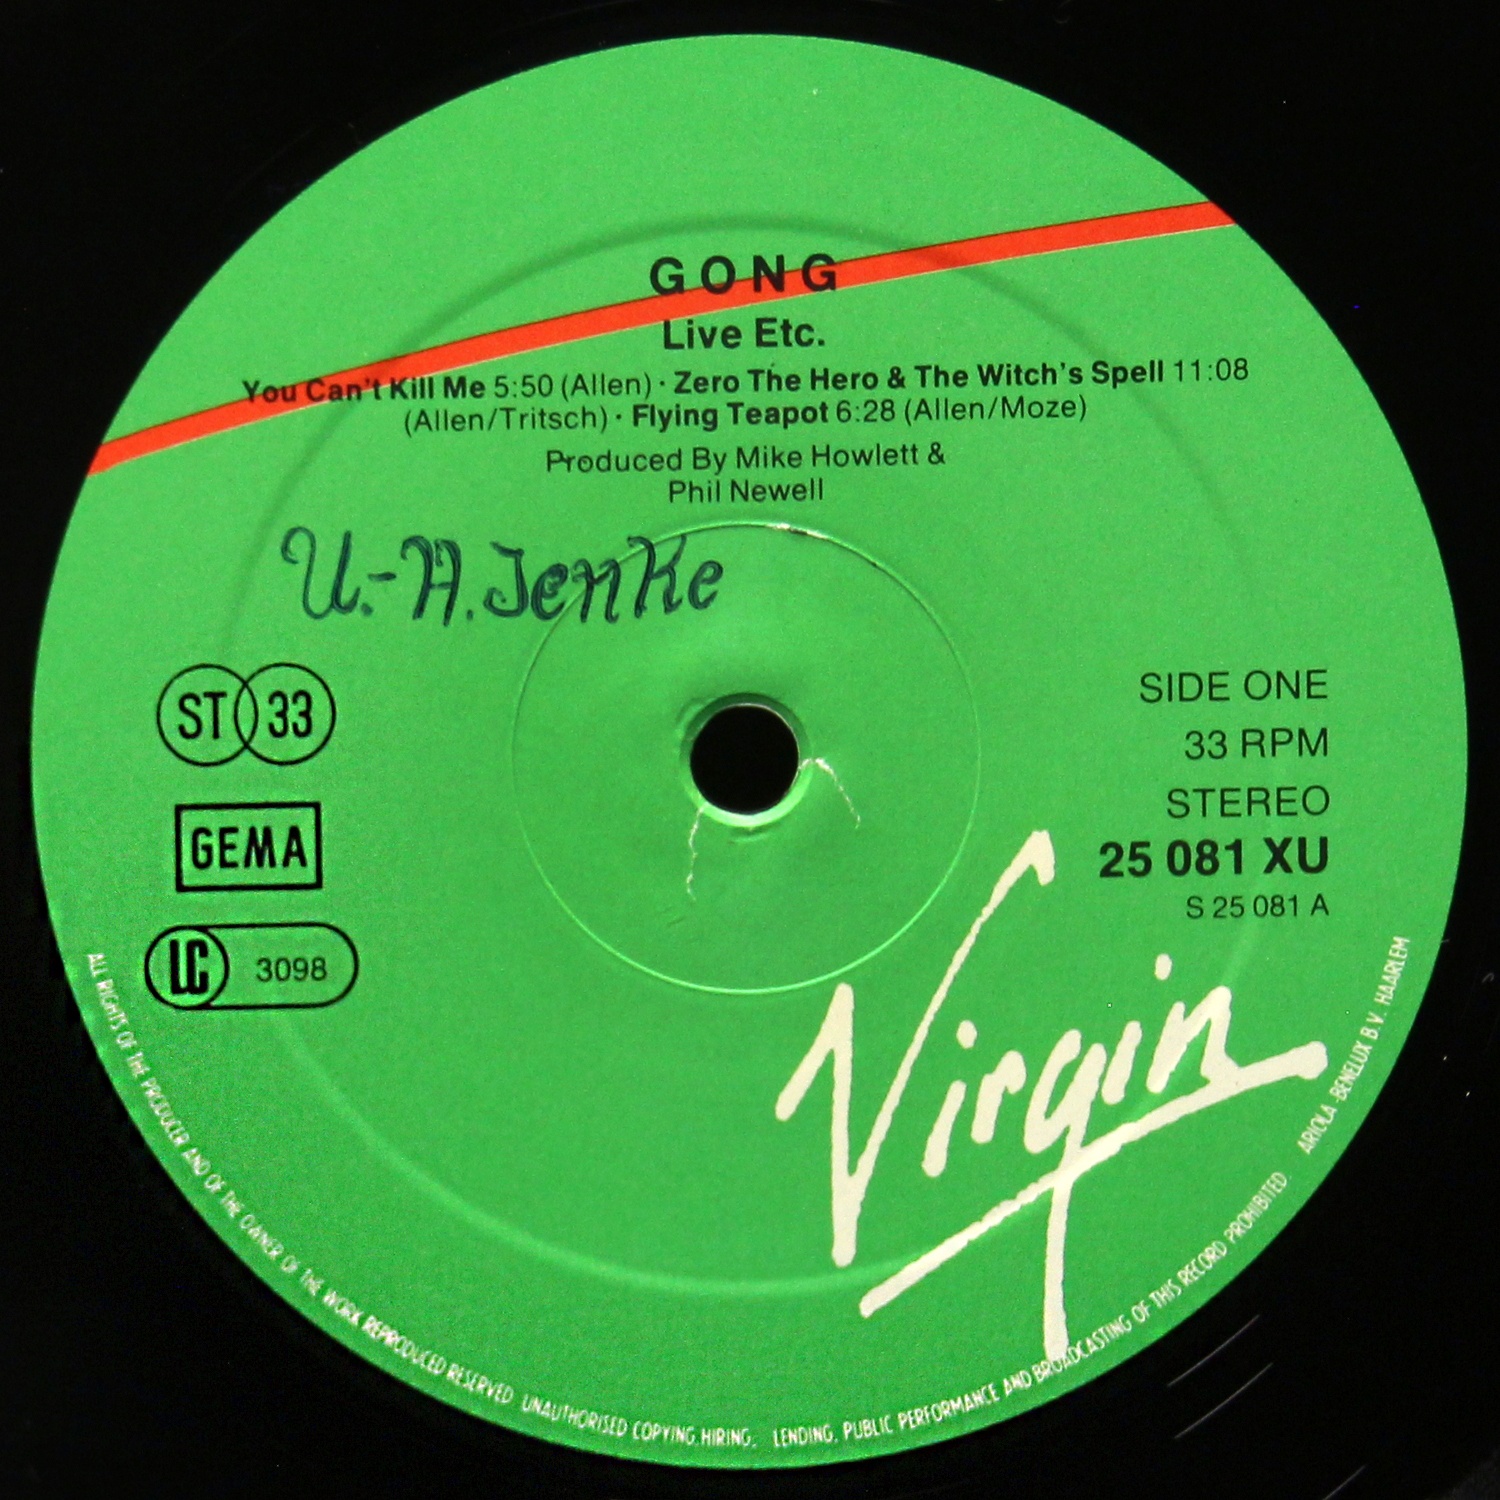 GONG
Live Etc.
You Can't Kill Me 5:50 (Allen) · Zero The Hero & The Witch's Spell 11:08
(Allen/Tritsch) · Flying Teapot 6:28 (Allen/Moze)
Produced By Mike Howlett &
Phil Newell
U.-H. Jenke
ST 33
GEMA
LC 3098
SIDE ONE
33 RPM
STEREO
25 081 XU
S 25 081 A
Virgin
ALL RIGHTS OF THE PRODUCER AND OF THE OWNER OF THE WORK REPRODUCED RESERVED UNAUTHORISED COPYING, HIRING, LENDING, PUBLIC PERFORMANCE AND BROADCASTING OF THIS RECORD PROHIBITED. ARIOLA-BENELUX B.V. HAARLEM